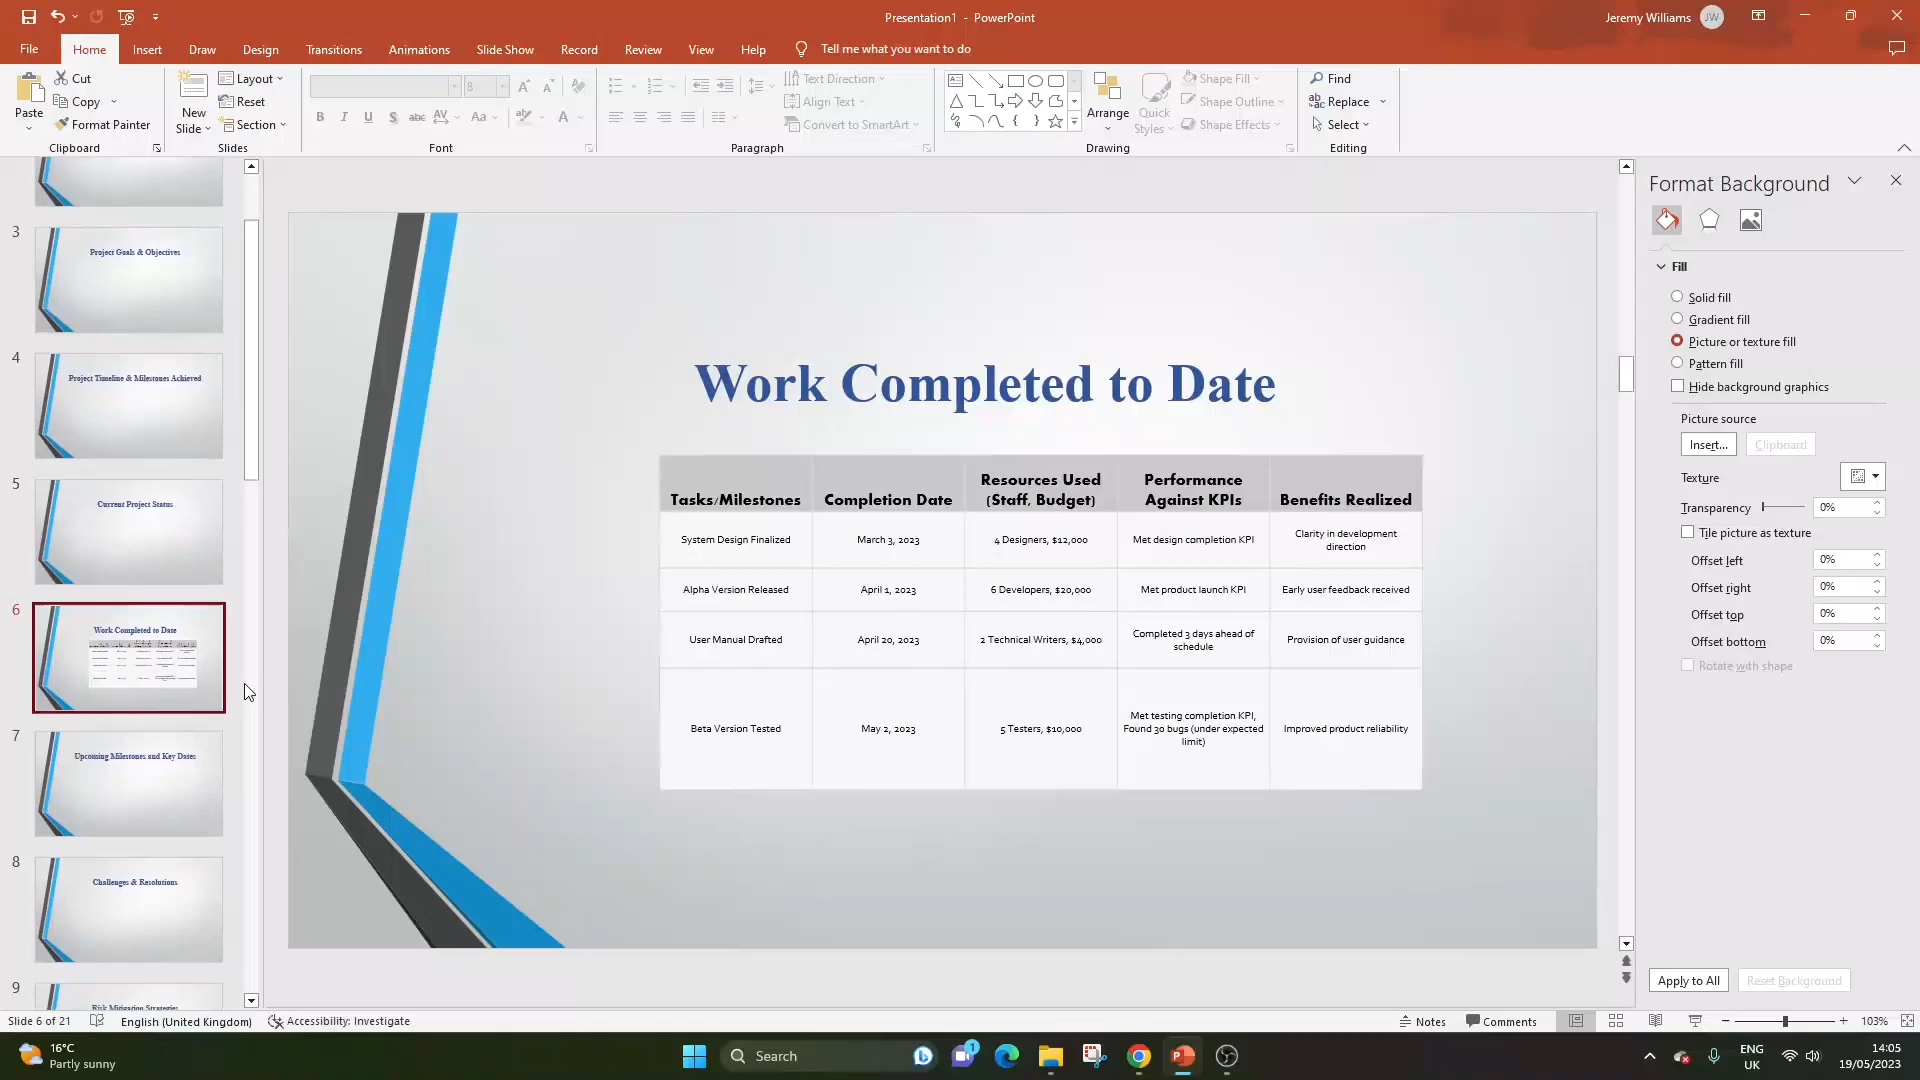 Presentation1 - PowerPoint
Jeremy Williams
JW
File
Home
Insert
Draw
Design
Transitions
Animations
Slide Show
Record
Review
View
Help
Tell me what you want to do
Paste
Cut
Copy
Format Painter
Clipboard
New
Slide
Layout
Reset
Section
Slides
8
B
I
U
S
abc
AV
Aa
A
Font
Text Direction
Align Text
Convert to SmartArt
Paragraph
Arrange
Quick
Styles
Shape Fill
Shape Outline
Shape Effects
Drawing
Find
Replace
Select
Editing
3
Project Goals & Objectives
4
Project Timeline & Milestones Achieved
5
Current Project Status
6
Work Completed to Date
7
Upcoming Milestones and Key Dates
8
Challenges & Resolutions
9
Risk Mitigation Strategies
Work Completed to Date
Tasks/Milestones
Completion Date
Resources Used
(Staff, Budget)
Performance
Against KPIs
Benefits Realized
System Design Finalized
March 3, 2023
4 Designers, $12,000
Met design completion KPI
Clarity in development
direction
Alpha Version Released
April 1, 2023
6 Developers, $20,000
Met product launch KPI
Early user feedback received
User Manual Drafted
April 20, 2023
2 Technical Writers, $4,000
Completed 3 days ahead of
schedule
Provision of user guidance
Beta Version Tested
May 2, 2023
5 Testers, $10,000
Met testing completion KPI,
Found 30 bugs (under expected
limit)
Improved product reliability
Format Background
Fill
Solid fill
Gradient fill
Picture or texture fill
Pattern fill
Hide background graphics
Picture source
Insert...
Clipboard
Texture
Transparency
0%
Tile picture as texture
Offset left
0%
Offset right
0%
Offset top
0%
Offset bottom
0%
Rotate with shape
Apply to All
Reset Background
Slide 6 of 21
English (United Kingdom)
Accessibility: Investigate
Notes
Comments
103%
16°C
Partly sunny
Search
1
ENG
UK
14:05
19/05/2023